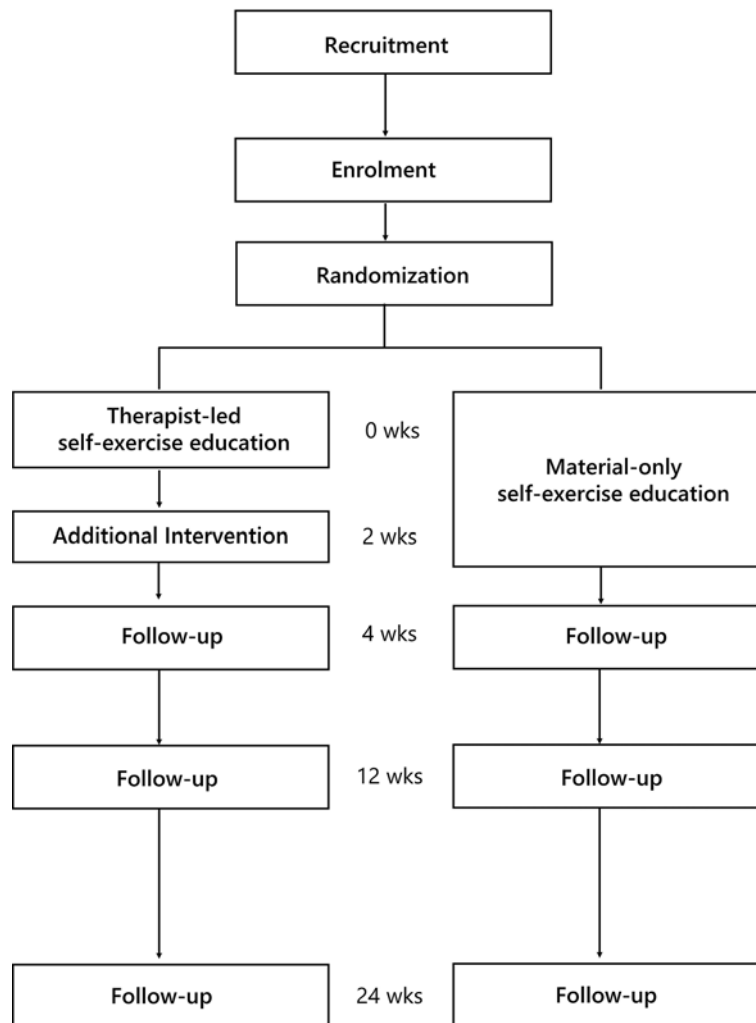 Recruitment
Enrolment
Randomization
Therapist-led
self-exercise education
0 wks
Material-only
self-exercise education
Additional Intervention
2 wks
Follow-up
4 wks
Follow-up
Follow-up
12 wks
Follow-up
Follow-up
24 wks
Follow-up